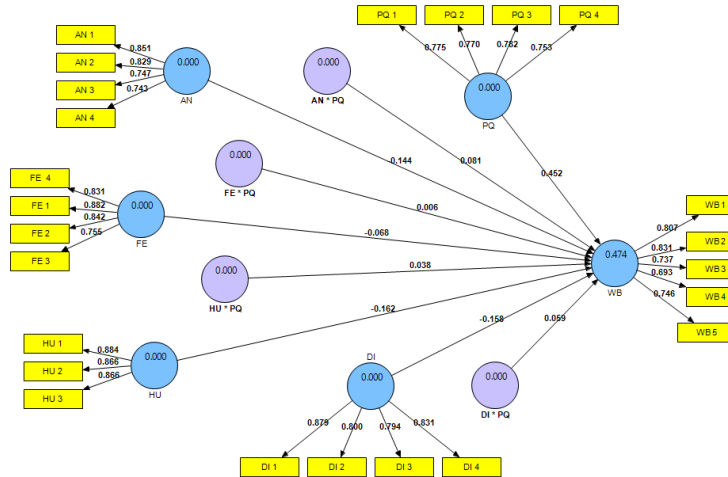 PQ 1
PQ 2
PQ 3
PQ 4
0.775
0.770
0.782
0.753
0.000
PQ
AN 1
AN 2
AN 3
AN 4
0.851
0.829
0.747
0.743
0.000
AN
0.000
AN * PQ
0.144
0.081
0.452
0.000
FE * PQ
0.006
FE 4
FE 1
FE 2
FE 3
0.831
0.882
0.842
0.755
0.000
FE
-0.068
0.000
HU * PQ
0.038
0.474
WB
0.807
0.831
0.737
0.693
0.746
WB 1
WB 2
WB 3
WB 4
WB 5
HU 1
HU 2
HU 3
0.884
0.866
0.866
0.000
HU
-0.162
-0.158
0.059
DI
0.000
0.000
DI * PQ
0.879
0.800
0.794
0.831
DI 1
DI 2
DI 3
DI 4